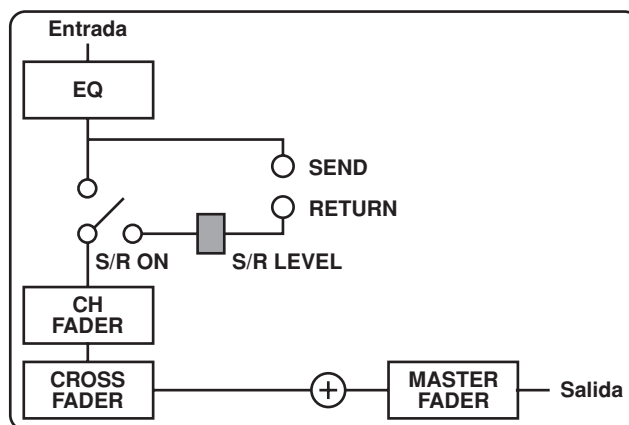 Entrada
EQ
SEND
RETURN
S/R ON
S/R LEVEL
CH
FADER
CROSS
FADER
+
MASTER
FADER
Salida